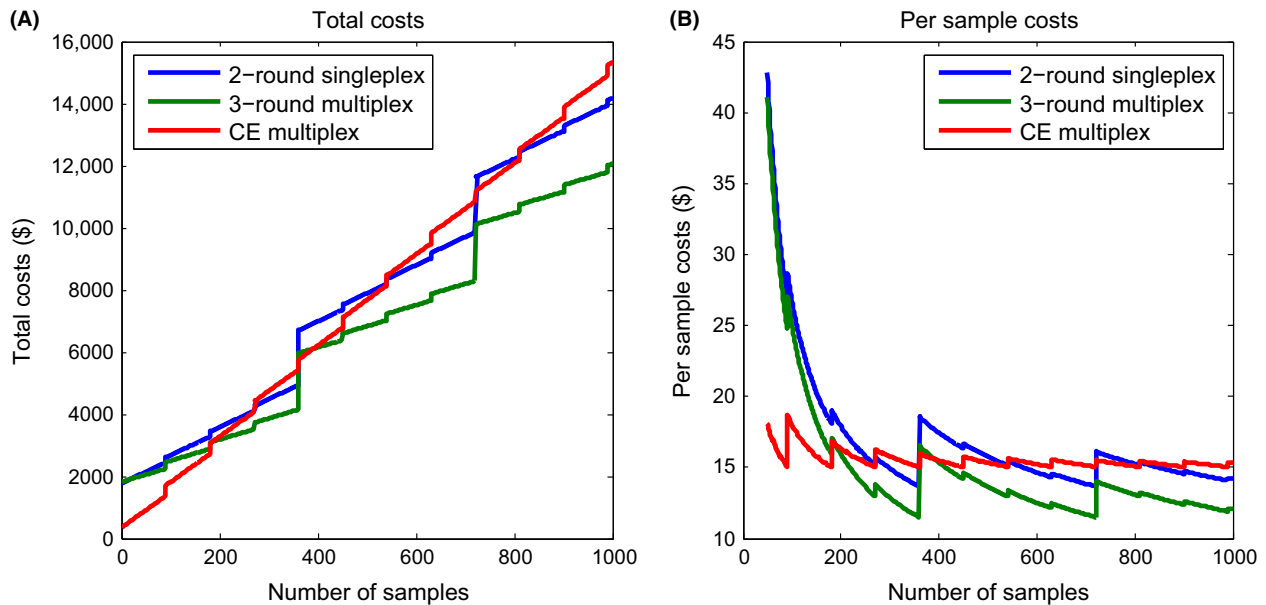 (A)
Total costs
16,000
14,000
12,000
10,000
8000
6000
4000
2000
0
Total costs ($)
2−round singleplex
3−round multiplex
CE multiplex
0
200
400
600
800
1000
Number of samples
(B)
Per sample costs
45
40
35
30
25
20
15
10
Per sample costs ($)
2−round singleplex
3−round multiplex
CE multiplex
0
200
400
600
800
1000
Number of samples